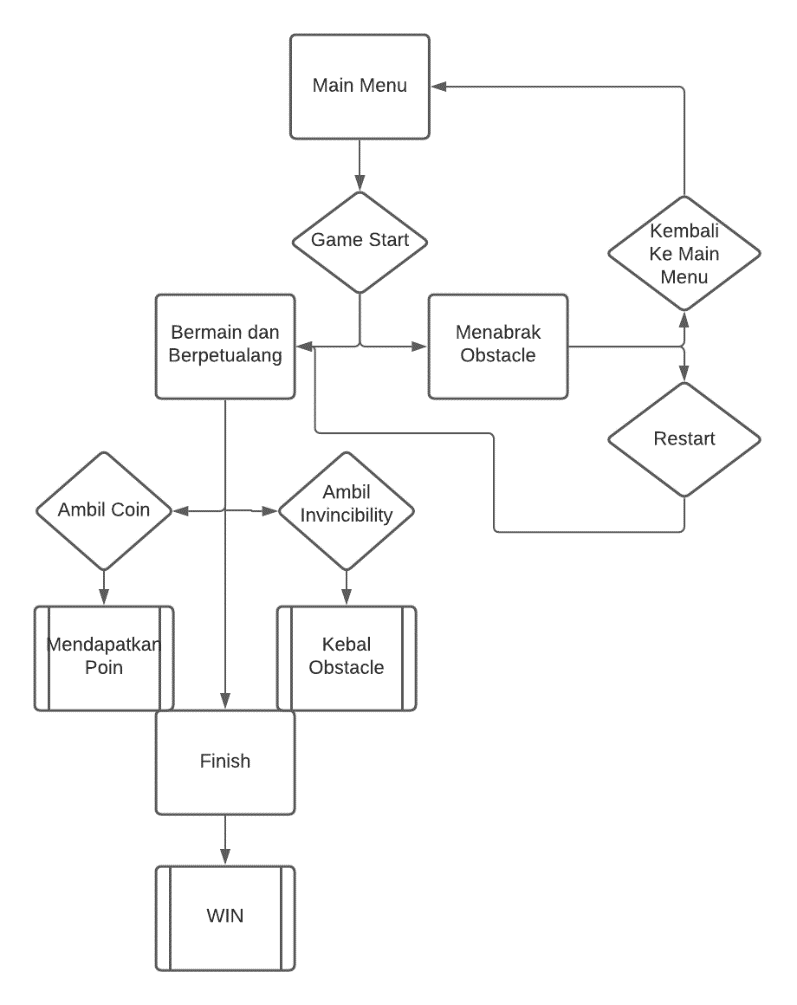 Main Menu
Game Start
Kembali
Ke Main
Menu
Bermain dan
Berpetualang
Menabrak
Obstacle
Restart
Ambil Coin
Ambil
Invincibility
Mendapatkan
Poin
Kebal
Obstacle
Finish
WIN